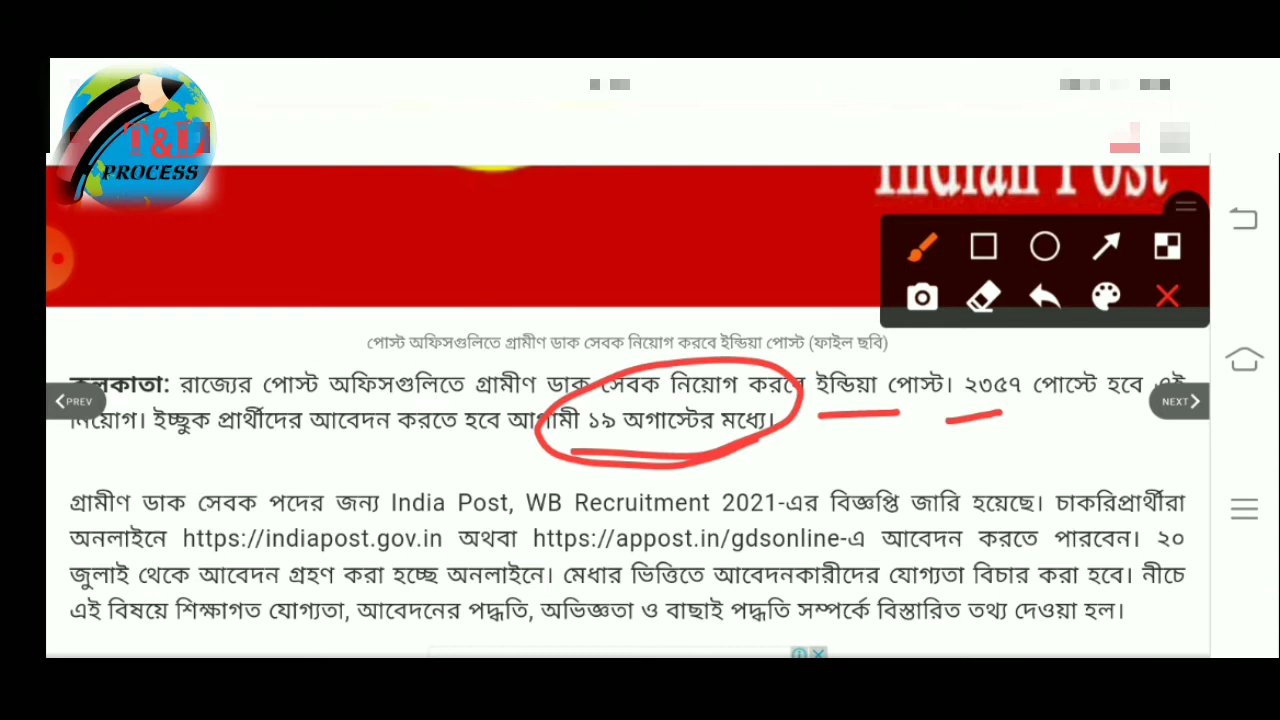 T&D
PROCESS
Indian Post
পোস্ট অফিসগুলিতে গ্রামীণ ডাক সেবক নিয়োগ করবে ইন্ডিয়া পোস্ট (ফাইল ছবি)
কলকাতা: রাজ্যের পোস্ট অফিসগুলিতে গ্রামীণ ডাক সেবক নিয়োগ করবে ইন্ডিয়া পোস্ট। ২৩৫৭ পোস্টে হবে এই
PREV
NEXT
নিয়োগ। ইচ্ছুক প্রার্থীদের আবেদন করতে হবে আগামী ১৯ অগাস্টের মধ্যে।
গ্রামীণ ডাক সেবক পদের জন্য India Post, WB Recruitment 2021-এর বিজ্ঞপ্তি জারি হয়েছে। চাকরিপ্রার্থীরা
অনলাইনে https://indiapost.gov.in অথবা https://appost.in/gdsonline-এ আবেদন করতে পারবেন। ২০
জুলাই থেকে আবেদন গ্রহণ করা হচ্ছে অনলাইনে। মেধার ভিত্তিতে আবেদনকারীদের যোগ্যতা বিচার করা হবে। নীচে
এই বিষয়ে শিক্ষাগত যোগ্যতা, আবেদনের পদ্ধতি, অভিজ্ঞতা ও বাছাই পদ্ধতি সম্পর্কে বিস্তারিত তথ্য দেওয়া হল।